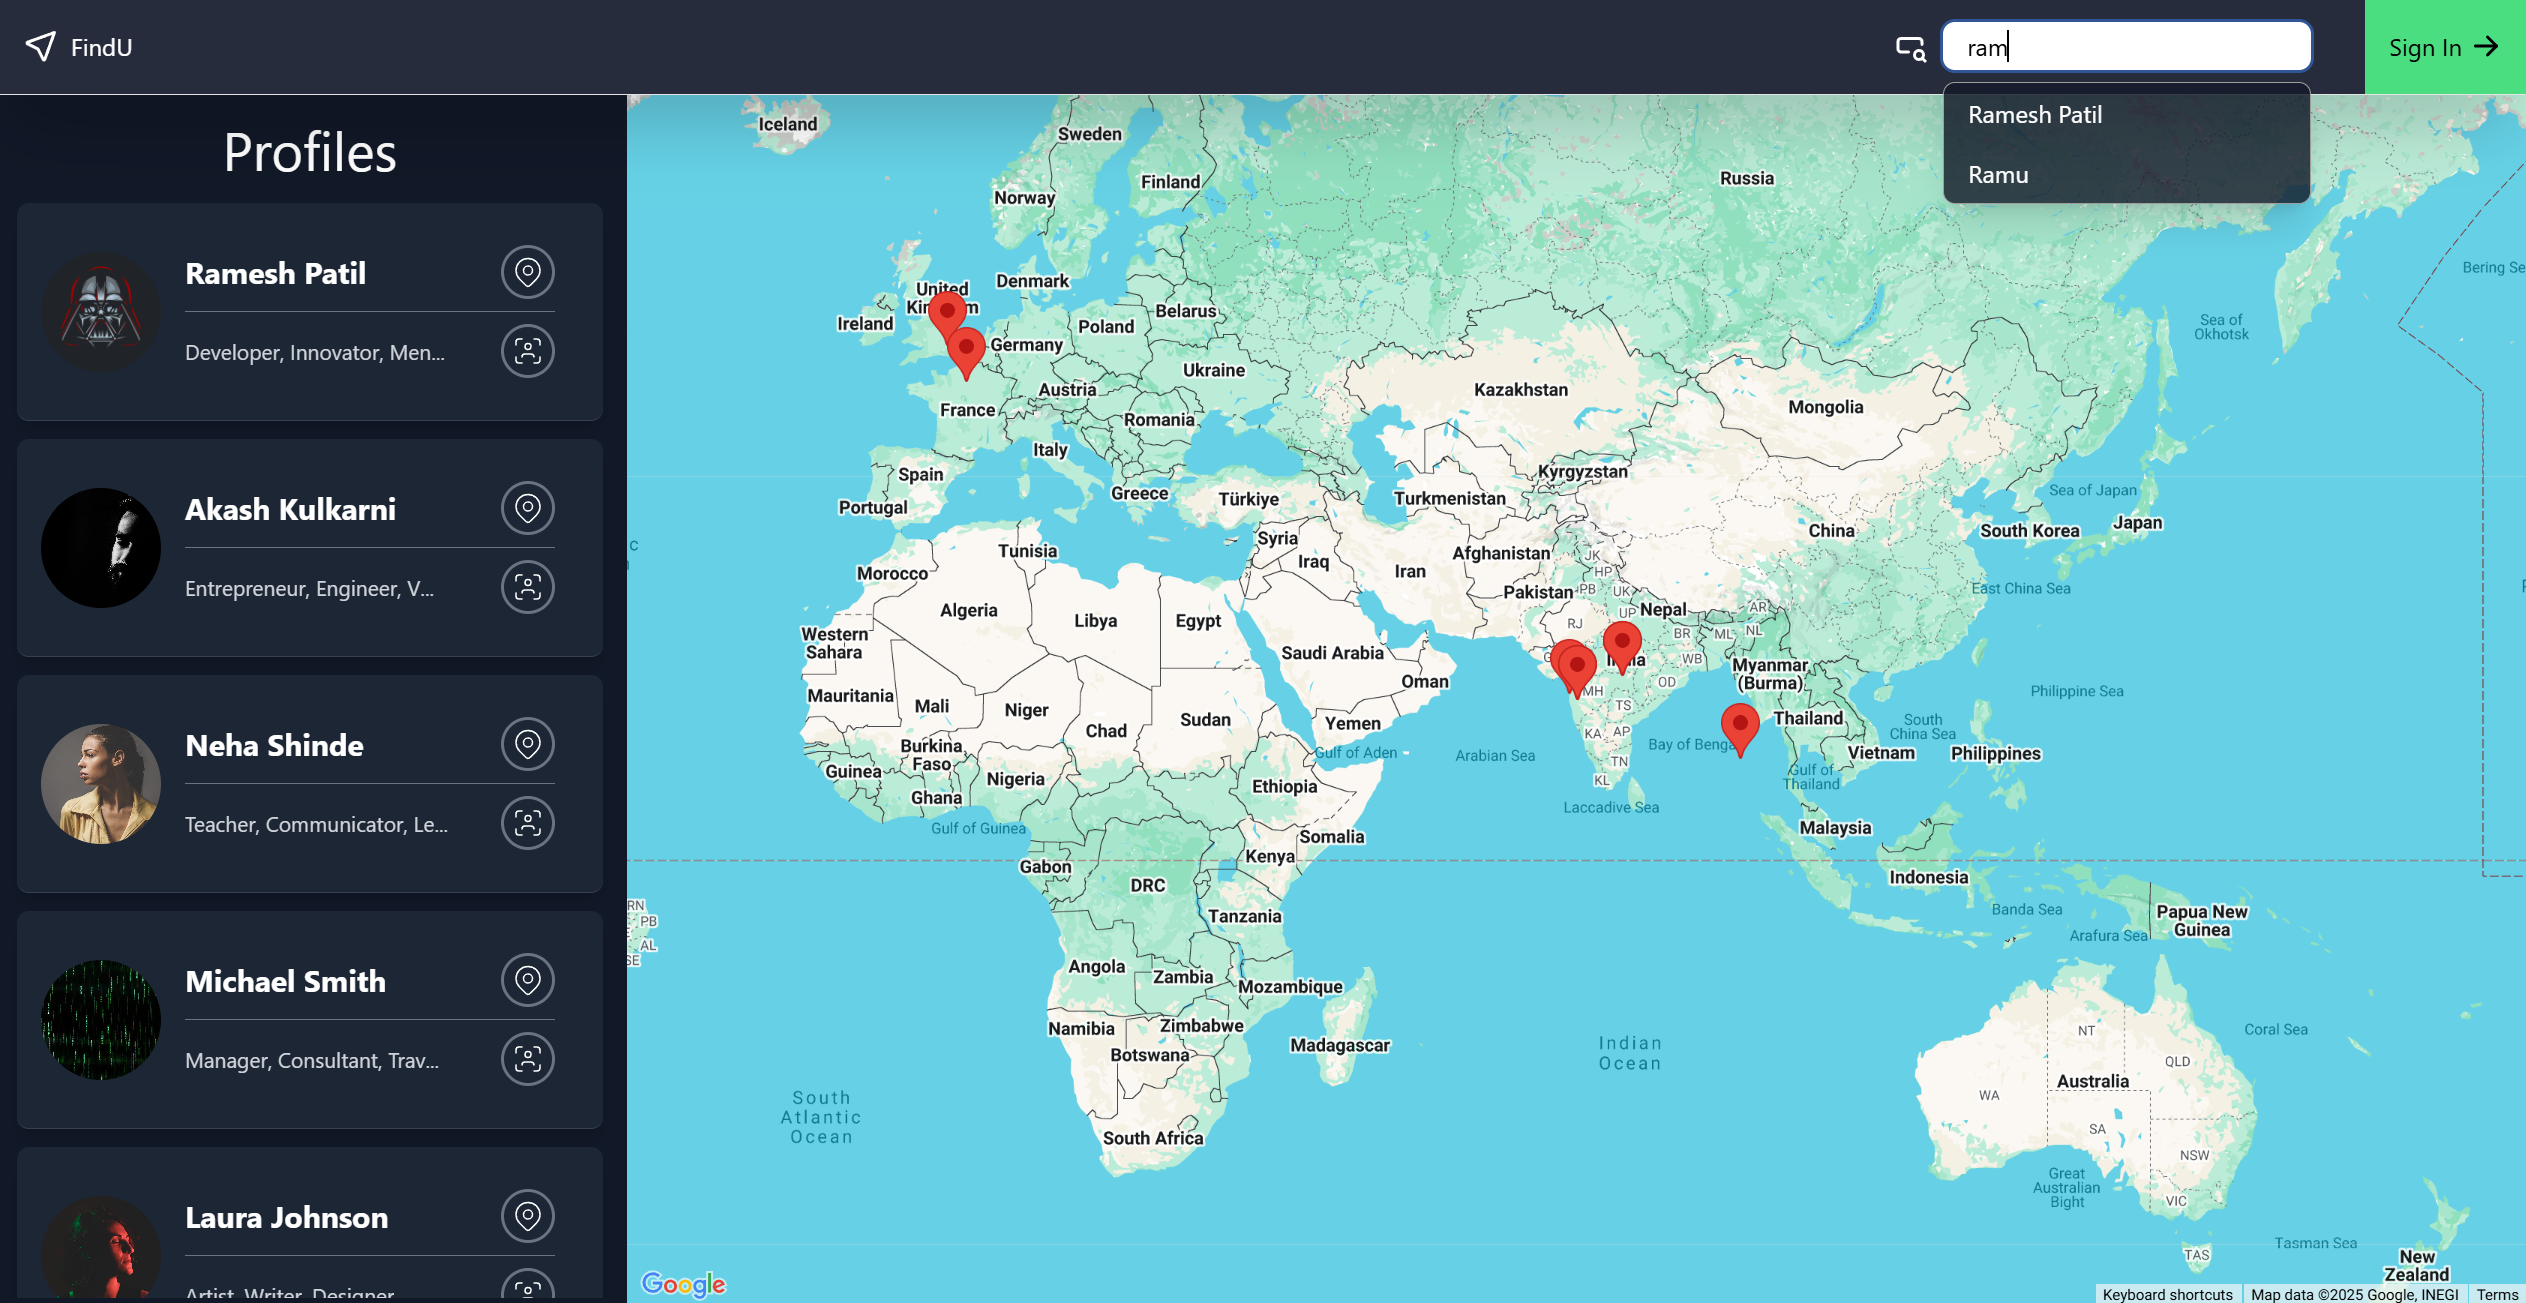 FindU
ram
Sign In
Ramesh Patil
Ramu
Profiles
Ramesh Patil
Developer, Innovator, Men...
Akash Kulkarni
Entrepreneur, Engineer, V...
Neha Shinde
Teacher, Communicator, Le...
Michael Smith
Manager, Consultant, Trav...
Laura Johnson
Artist, Writer, Designer
Iceland
Sweden
Finland
Norway
Russia
Denmark
United
Ireland
Belarus
Poland
Germany
Ukraine
Austria
France
Romania
Italy
Spain
Portugal
Greece
Türkiye
Kazakhstan
Mongolia
Kyrgyzstan
Turkmenistan
China
South Korea
Japan
Sea of Japan
Sea of
Okhotsk
Bering Se
Syria
Iraq
Iran
Afghanistan
Pakistan
Nepal
JK
HP
PB
UK
UP
RJ
BR
ML
NL
AR
WB
OD
MH
TS
KA
AP
TN
KL
Tunisia
Morocco
Algeria
Libya
Egypt
Western
Sahara
Saudi Arabia
Oman
Yemen
Mauritania
Mali
Niger
Chad
Sudan
Burkina
Faso
Guinea
Nigeria
Ghana
Ethiopia
Gulf of Aden
Gulf of Guinea
Somalia
Kenya
Gabon
DRC
Tanzania
Angola
Zambia
Mozambique
Namibia
Zimbabwe
Botswana
Madagascar
South Africa
Arabian Sea
Laccadive Sea
Bay of Benga
Myanmar
(Burma)
Thailand
Gulf of
Thailand
Vietnam
South
China Sea
Philippines
Philippine Sea
East China Sea
Malaysia
Indonesia
Banda Sea
Arafura Sea
Papua New
Guinea
RN
PB
AL
SE
South
Atlantic
Ocean
Indian
Ocean
Coral Sea
NT
QLD
Australia
WA
SA
NSW
VIC
TAS
Great
Australian
Bight
Tasman Sea
New
Zealand
Google
Keyboard shortcuts
Map data ©2025 Google, INEGI
Terms